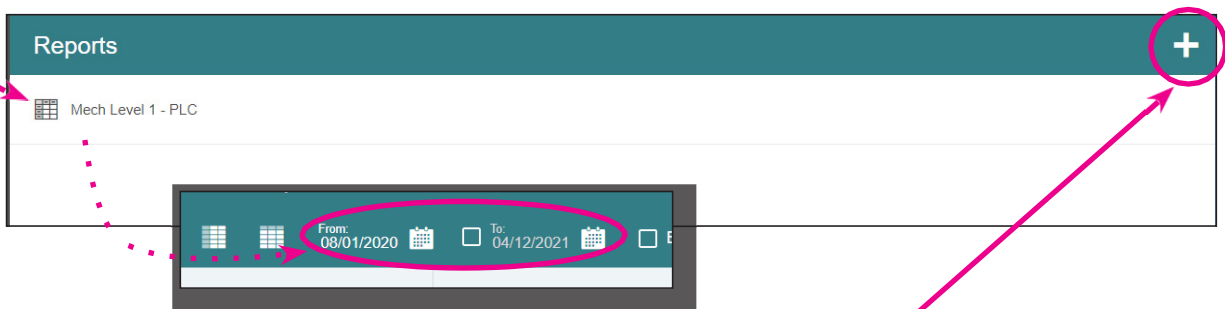 Reports
Mech Level 1 - PLC
From:
08/01/2020
To:
04/12/2021